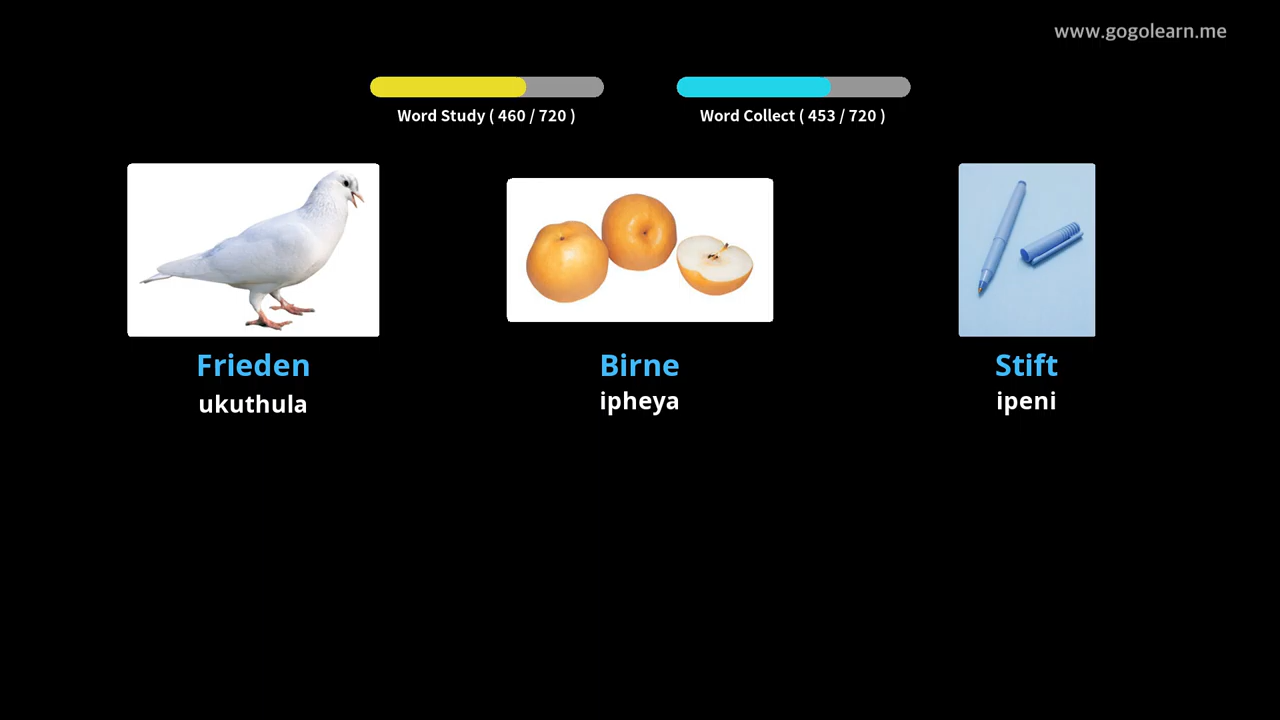 www.gogolearn.me
Word Study ( 460 / 720 )
Word Collect ( 453 / 720 )
Frieden
ukuthula
Birne
ipheya
Stift
ipeni